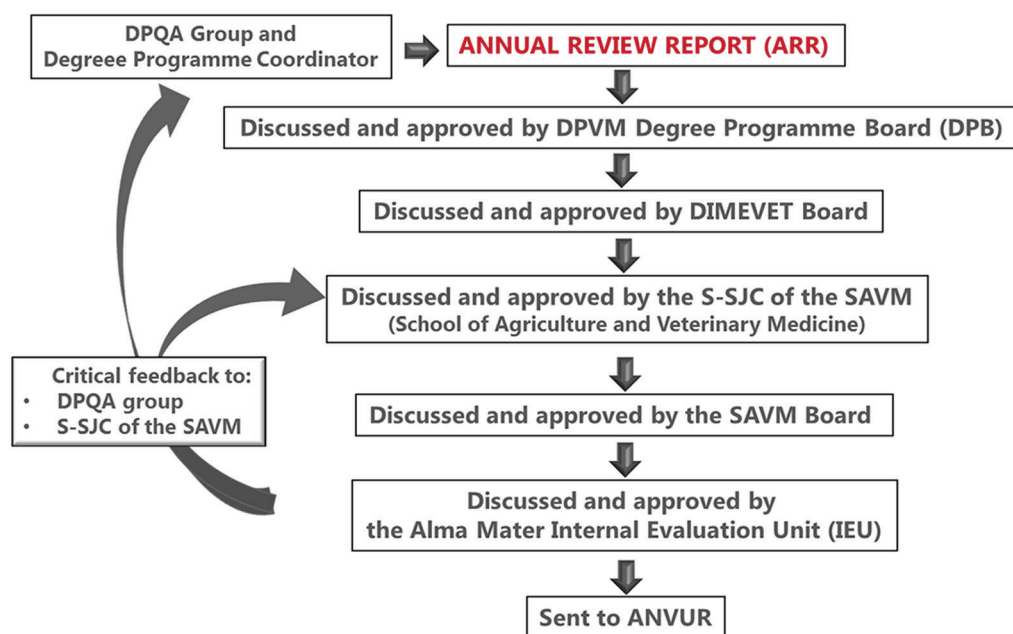 DPQA Group and
Degreee Programme Coordinator
ANNUAL REVIEW REPORT (ARR)
Discussed and approved by DPVM Degree Programme Board (DPB)
Discussed and approved by DIMEVET Board
Discussed and approved by the S-SJC of the SAVM
(School of Agriculture and Veterinary Medicine)
Critical feedback to:
• DPQA group
• S-SJC of the SAVM
Discussed and approved by the SAVM Board
Discussed and approved by
the Alma Mater Internal Evaluation Unit (IEU)
Sent to ANVUR